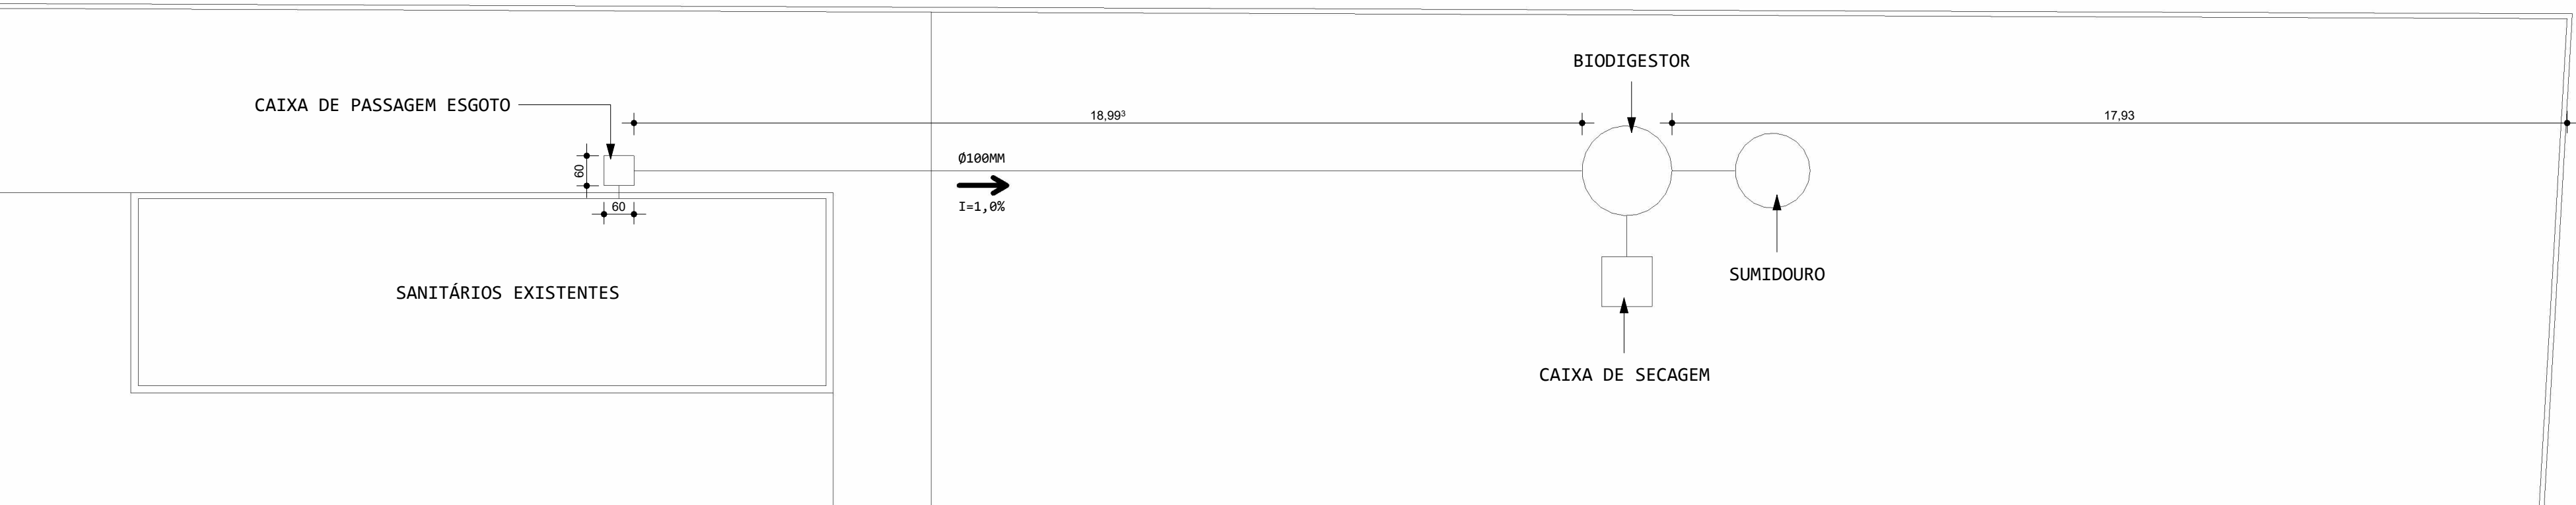 BIODIGESTOR
CAIXA DE PASSAGEM ESGOTO
18,99³
17,93
Ø100MM
60
I=1,0%
60
SUMIDOURO
SANITÁRIOS EXISTENTES
CAIXA DE SECAGEM